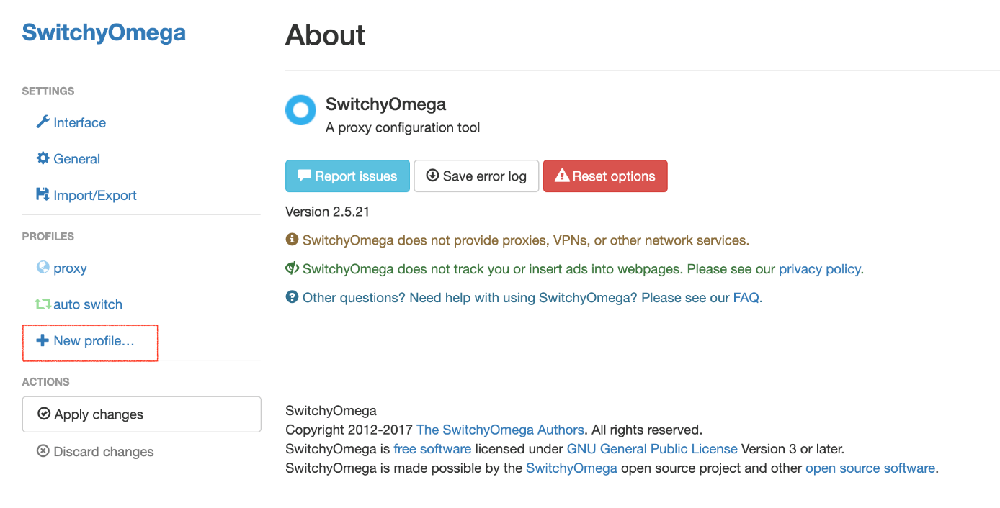 SwitchyOmega
SETTINGS
Interface
General
Import/Export
PROFILES
proxy
auto switch
New profile…
ACTIONS
Apply changes
Discard changes
About
SwitchyOmega
A proxy configuration tool
Report issues
Save error log
Reset options
Version 2.5.21
SwitchyOmega does not provide proxies, VPNs, or other network services.
SwitchyOmega does not track you or insert ads into webpages. Please see our privacy policy.
Other questions? Need help with using SwitchyOmega? Please see our FAQ.
SwitchyOmega
Copyright 2012-2017 The SwitchyOmega Authors. All rights reserved.
SwitchyOmega is free software licensed under GNU General Public License Version 3 or later.
SwitchyOmega is made possible by the SwitchyOmega open source project and other open source software.